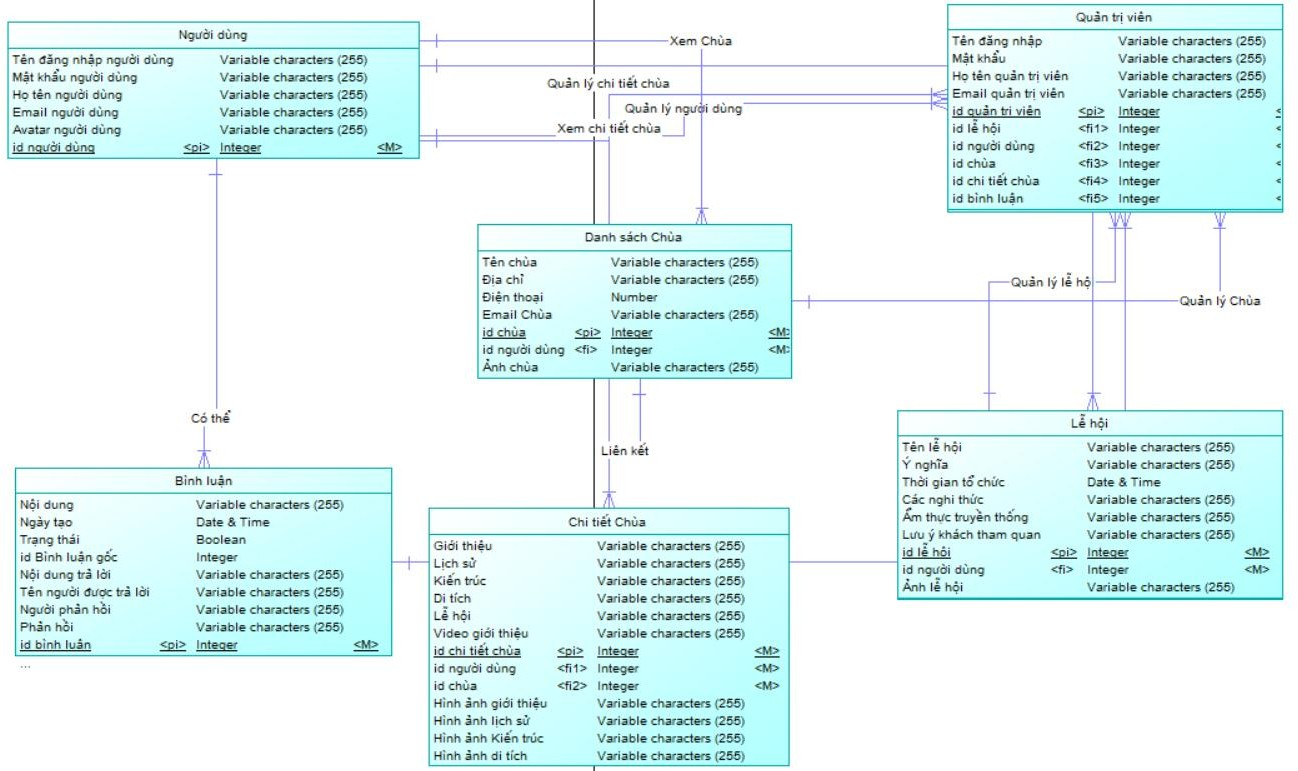 Người dùng
Tên đăng nhập người dùng Variable characters (255)
Mật khẩu người dùng Variable characters (255)
Họ tên người dùng Variable characters (255)
Email người dùng Variable characters (255)
Avatar người dùng Variable characters (255)
id người dùng <pi> Integer <M>
Xem Chùa
Quản lý chi tiết chùa
Quản lý người dùng
Xem chi tiết chùa
Quản trị viên
Tên đăng nhập Variable characters (255)
Mật khẩu Variable characters (255)
Họ tên quản trị viên Variable characters (255)
Email quản trị viên Variable characters (255)
id quản trị viên <pi> Integer <
id lễ hội <fi1> Integer <
id người dùng <fi2> Integer <
id chùa <fi3> Integer <
id chi tiết chùa <fi4> Integer <
id bình luận <fi5> Integer <
Danh sách Chùa
Tên chùa Variable characters (255)
Địa chỉ Variable characters (255)
Điện thoại Number
Email Chùa Variable characters (255)
id chùa <pi> Integer <M>
id người dùng <fi> Integer <M>
Ảnh chùa Variable characters (255)
Quản lý lễ hộ
Quản lý Chùa
Có thể
Liên kết
Lễ hội
Tên lễ hội Variable characters (255)
Ý nghĩa Variable characters (255)
Thời gian tổ chức Date & Time
Các nghi thức Variable characters (255)
Ẩm thực truyền thống Variable characters (255)
Lưu ý khách tham quan Variable characters (255)
id lễ hội <pi> Integer <M>
id người dùng <fi> Integer <M>
Ảnh lễ hội Variable characters (255)
Bình luận
Nội dung Variable characters (255)
Ngày tạo Date & Time
Trạng thái Boolean
id Bình luận gốc Integer
Nội dung trả lời Variable characters (255)
Tên người được trả lời Variable characters (255)
Người phản hồi Variable characters (255)
Phản hồi Variable characters (255)
id bình luận <pi> Integer <M>
...
Chi tiết Chùa
Giới thiệu Variable characters (255)
Lịch sử Variable characters (255)
Kiến trúc Variable characters (255)
Di tích Variable characters (255)
Lễ hội Variable characters (255)
Video giới thiệu Variable characters (255)
id chi tiết chùa <pi> Integer <M>
id người dùng <fi1> Integer <M>
id chùa <fi2> Integer <M>
Hình ảnh giới thiệu Variable characters (255)
Hình ảnh lịch sử Variable characters (255)
Hình ảnh Kiến trúc Variable characters (255)
Hình ảnh di tích Variable characters (255)